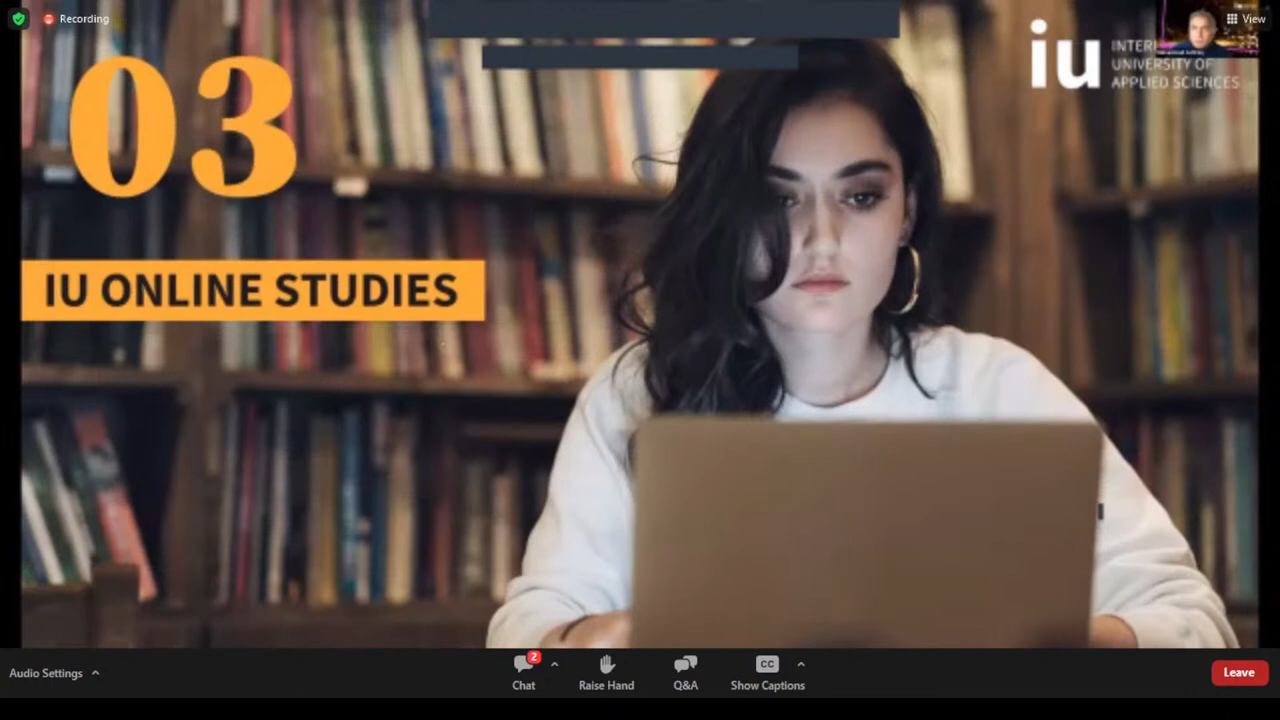 Recording
View
03
iu
INTER
UNIVERSITY OF
APPLIED SCIENCES
IU ONLINE STUDIES
Audio Settings
2
Chat
Raise Hand
Q&A
CC
Show Captions
Leave